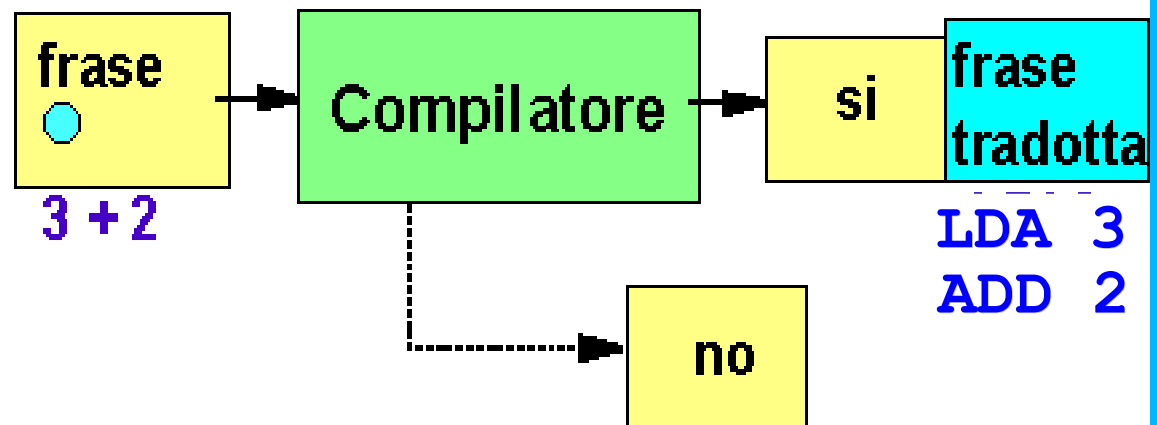 frase
3 + 2
Compilatore
si
frase
tradotta
LDA 3
ADD 2
no